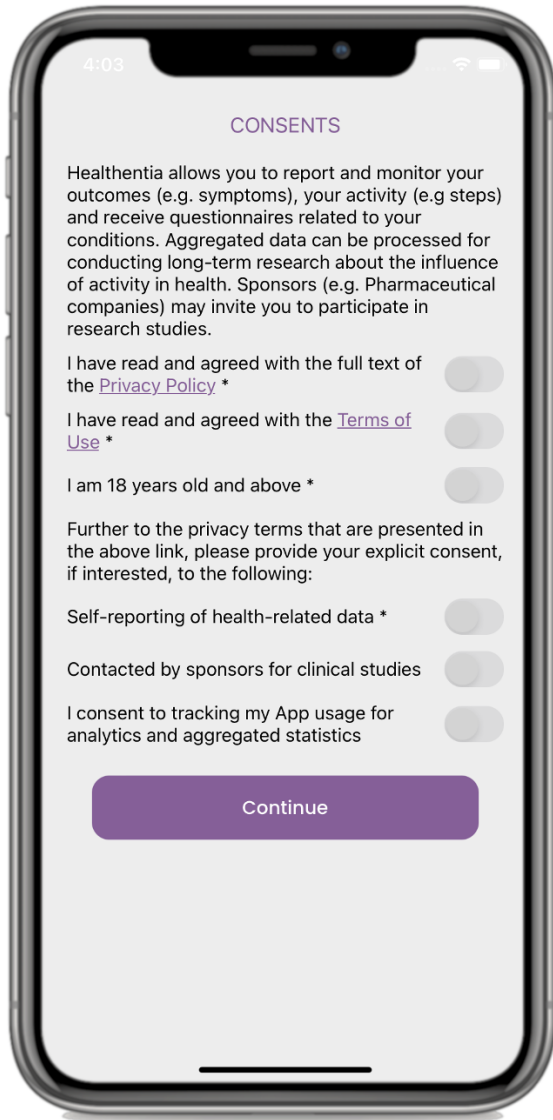 4:03
CONSENTS
Healthentia allows you to report and monitor your
outcomes (e.g. symptoms), your activity (e.g steps)
and receive questionnaires related to your
conditions. Aggregated data can be processed for
conducting long-term research about the influence
of activity in health. Sponsors (e.g. Pharmaceutical
companies) may invite you to participate in
research studies.
I have read and agreed with the full text of
the Privacy Policy *
I have read and agreed with the Terms of
Use *
I am 18 years old and above *
Further to the privacy terms that are presented in
the above link, please provide your explicit consent,
if interested, to the following:
Self-reporting of health-related data *
Contacted by sponsors for clinical studies
I consent to tracking my App usage for
analytics and aggregated statistics
Continue